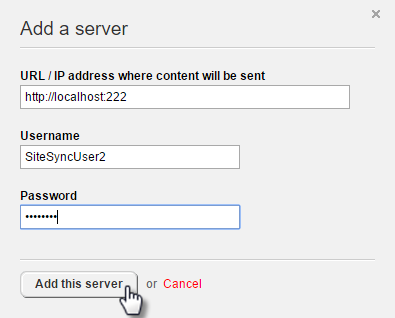 Add a server
URL / IP address where content will be sent
http://localhost:222
Username
SiteSyncUser2
Password
••••••••
Add this server or Cancel